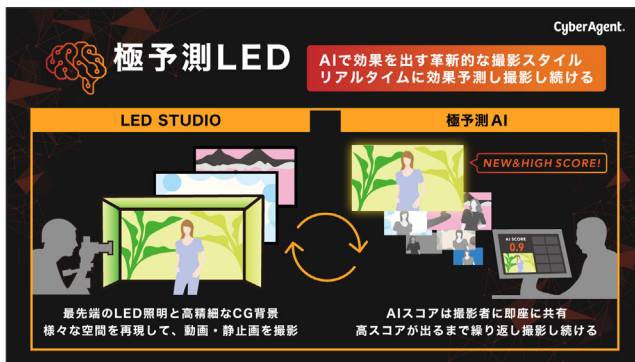 CyberAgent.
極予測LED
AIで効果を出す革新的な撮影スタイル
リアルタイムに効果予測し撮影し続ける
LED STUDIO
極予測AI
NEW&HIGH SCORE!
AI SCORE
0.9
最先端のLED照明と高精細なCG背景
様々な空間を再現して、動画・静止画を撮影
AIスコアは撮影者に即座に共有
高スコアが出るまで繰り返し撮影し続ける